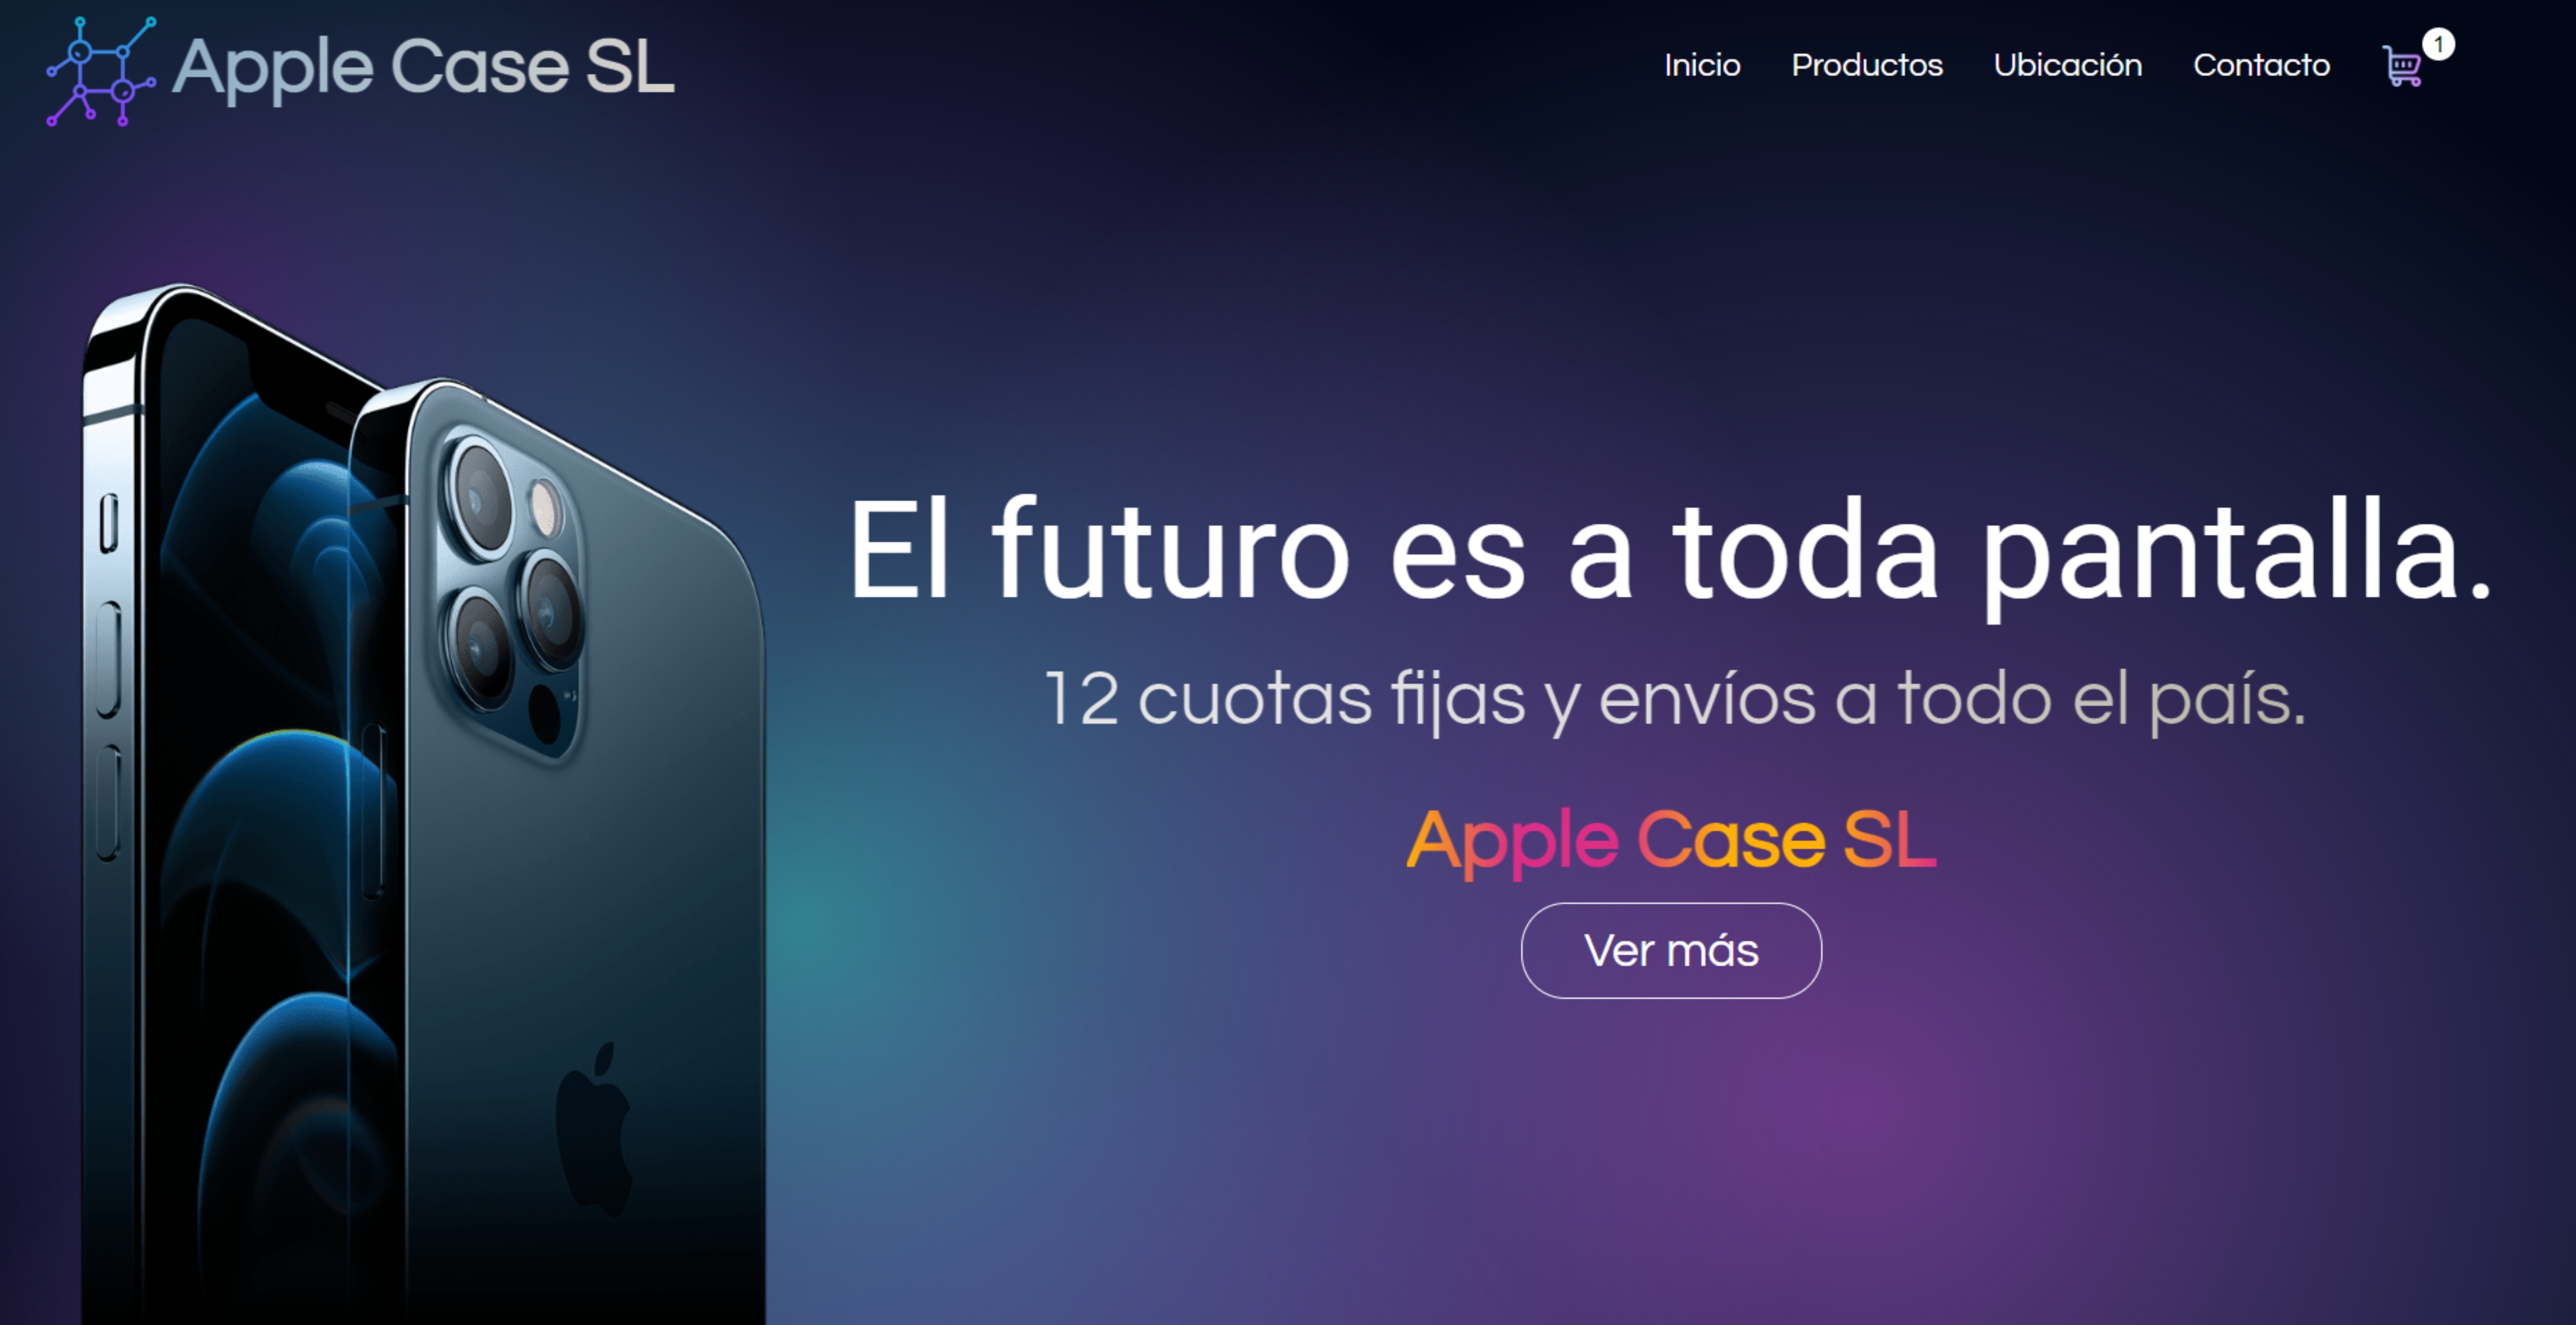 Apple Case SL
Inicio Productos Ubicación Contacto 1
El futuro es a toda pantalla.
12 cuotas fijas y envíos a todo el país.
Apple Case SL
Ver más